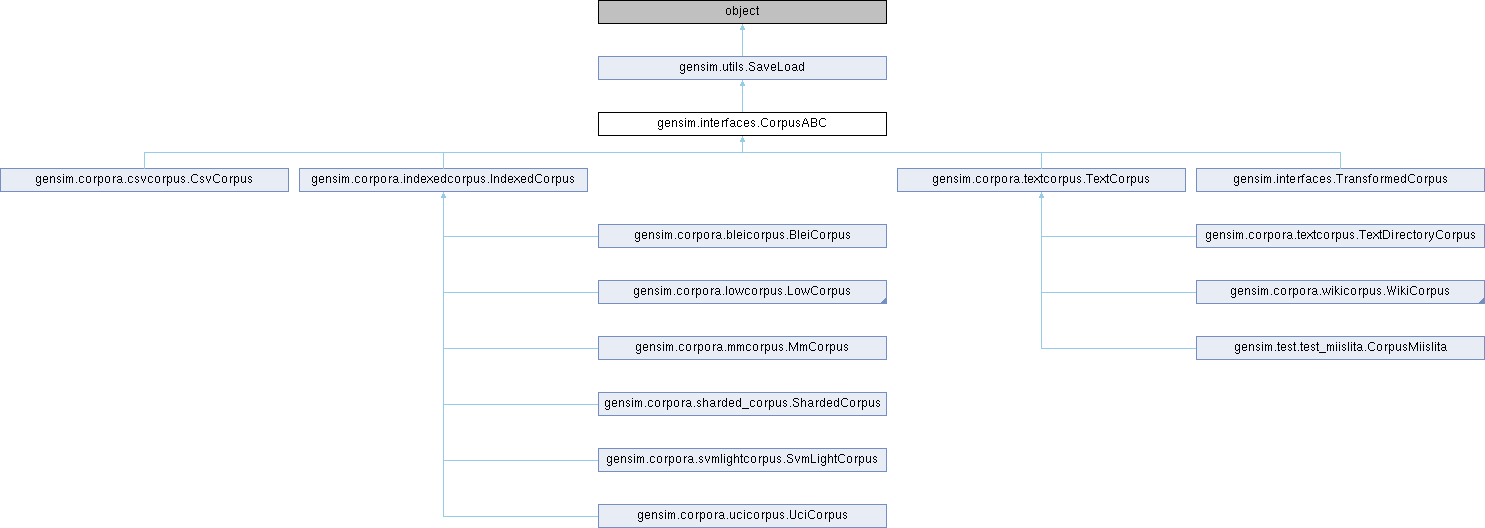 object
gensim.utils.SaveLoad
gensim.interfaces.CorpusABC
gensim.corpora.csvcorpus.CsvCorpus
gensim.corpora.indexedcorpus.IndexedCorpus
gensim.corpora.textcorpus.TextCorpus
gensim.interfaces.TransformedCorpus
gensim.corpora.bleicorpus.BleiCorpus
gensim.corpora.textcorpus.TextDirectoryCorpus
gensim.corpora.lowcorpus.LowCorpus
gensim.corpora.wikicorpus.WikiCorpus
gensim.corpora.mmcorpus.MmCorpus
gensim.test.test_miislita.CorpusMiislita
gensim.corpora.sharded_corpus.ShardedCorpus
gensim.corpora.svmlightcorpus.SvmLightCorpus
gensim.corpora.ucicorpus.UciCorpus